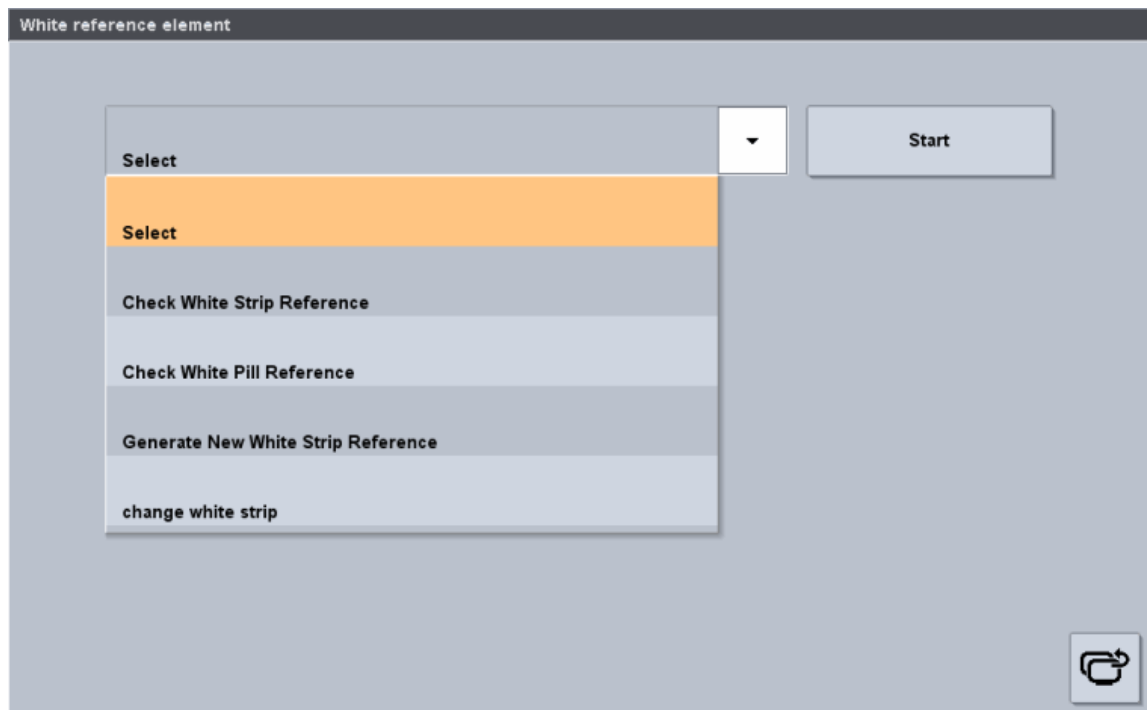 White reference element
Select
Start
Select
Check White Strip Reference
Check White Pill Reference
Generate New White Strip Reference
change white strip